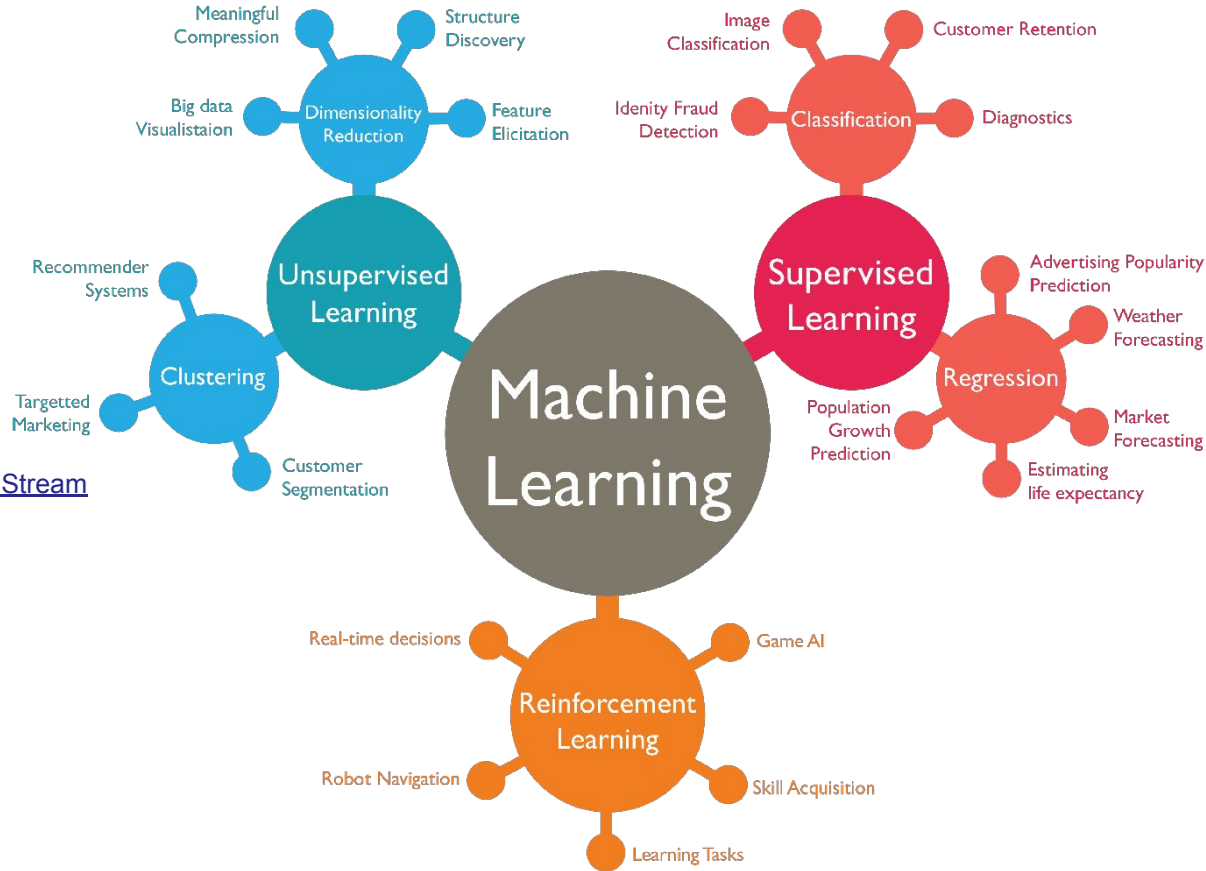 Meaningful
Compression
Structure
Discovery
Big data
Visualistaion
Dimensionality
Reduction
Feature
Elicitation
Image
Classification
Customer Retention
Idenity Fraud
Detection
Classification
Diagnostics
Recommender
Systems
Unsupervised
Learning
Clustering
Targetted
Marketing
Customer
Segmentation
Stream
Machine
Learning
Supervised
Learning
Advertising Popularity
Prediction
Weather
Forecasting
Regression
Population
Growth
Prediction
Market
Forecasting
Estimating
life expectancy
Real-time decisions
Game AI
Reinforcement
Learning
Robot Navigation
Skill Acquisition
Learning Tasks